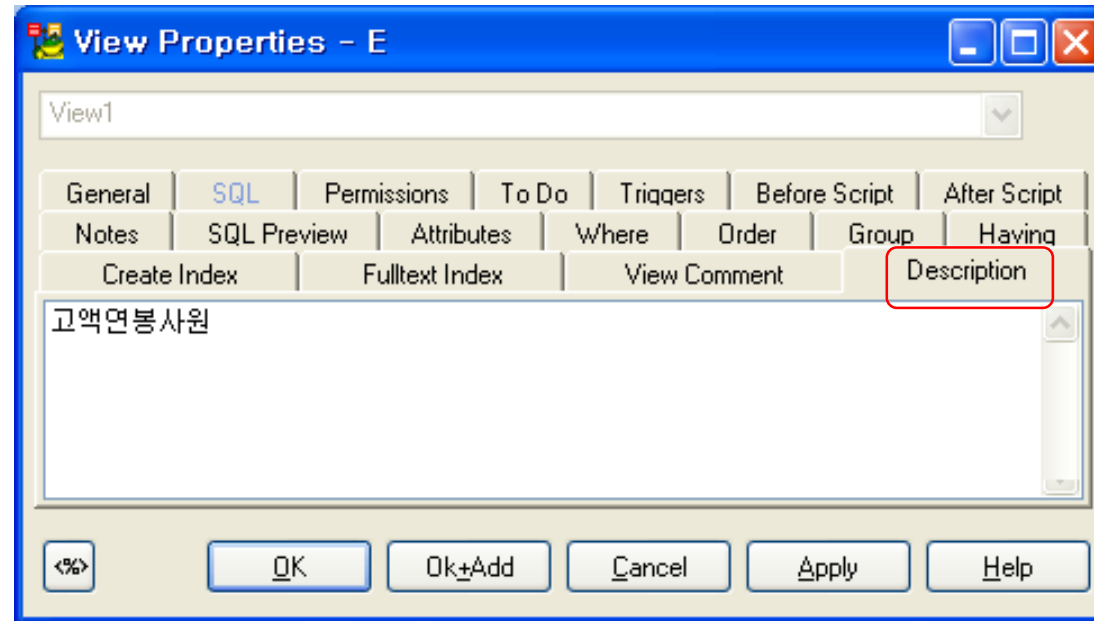 View Properties - E
View1
General SQL Permissions To Do Triggers Before Script After Script
Notes SQL Preview Attributes Where Order Group Having
Create Index Fulltext Index View Comment Description
고액연봉사원
<%> OK Ok+Add Cancel Apply Help